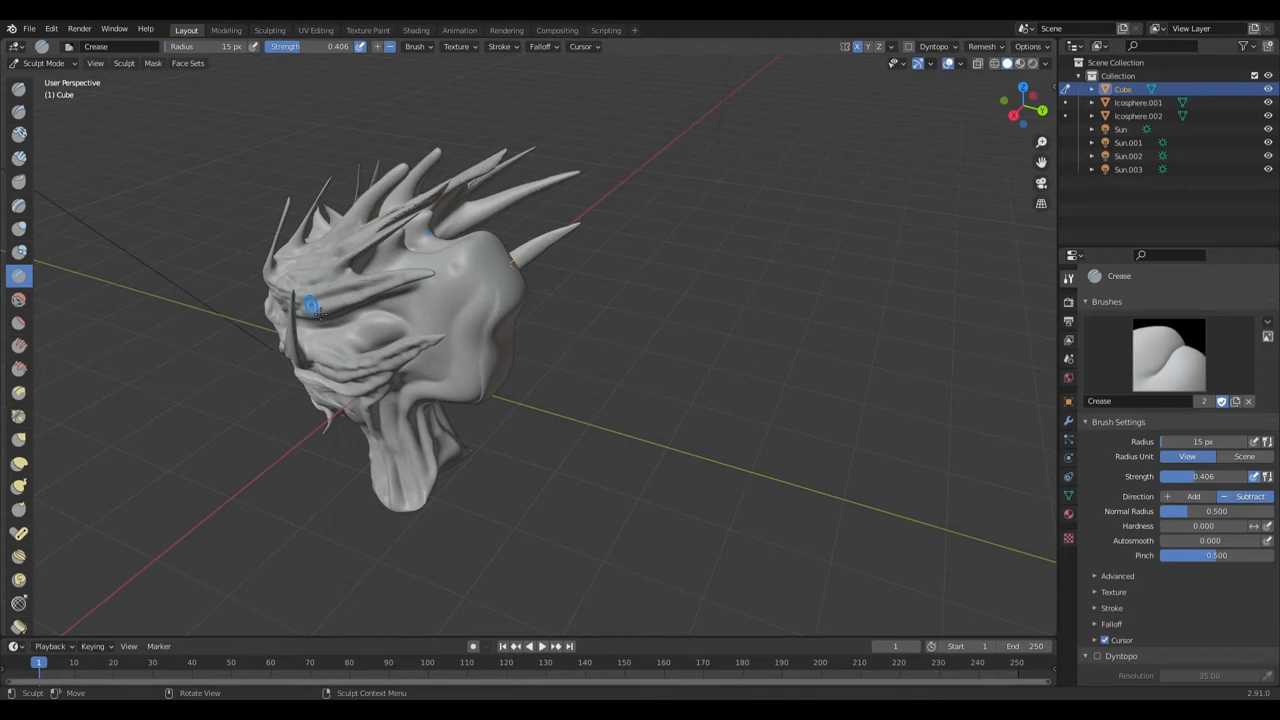 File Edit Render Window Help Layout Modeling Sculpting UV Editing Texture Paint Shading Animation Rendering Compositing Scripting + Scene View Layer
Crease Radius 15 px Strength 0.406 + − Brush Texture Stroke Falloff Cursor X Y Z Dyntopo Remesh Options
Sculpt Mode View Sculpt Mask Face Sets
User Perspective
(1) Cube
Z
Y
X
Scene Collection
Collection
Cube
Icosphere.001
Icosphere.002
Sun
Sun.001
Sun.002
Sun.003
Crease
Brushes
Crease 2
Brush Settings
Radius 15 px
Radius Unit View Scene
Strength 0.406
Direction + Add − Subtract
Normal Radius 0.500
Hardness 0.000
Autosmooth 0.000
Pinch 0.500
Advanced
Texture
Stroke
Falloff
Cursor
Dyntopo
Resolution 35.00
Playback Keying View Marker 1 Start 1 End 250
1 10 20 30 40 50 60 70 80 90 100 110 120 130 140 150 160 170 180 190 200 210 220 230 240 250
Sculpt Move Rotate View Sculpt Context Menu 2.91.0